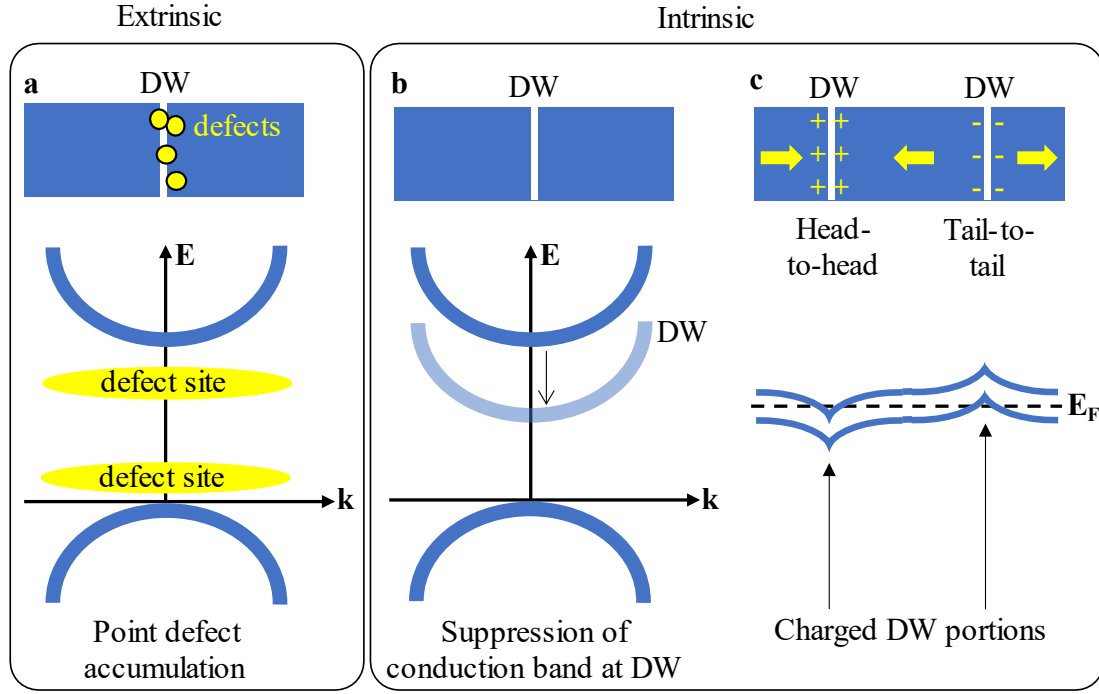 Extrinsic
Intrinsic
a
DW
defects
E
defect site
defect site
k
Point defect
accumulation
b
DW
E
DW
k
Suppression of
conduction band at DW
c
DW
DW
+ +
+ +
+ +
- -
- -
- -
Head-
to-head
Tail-to-
tail
E_F
Charged DW portions